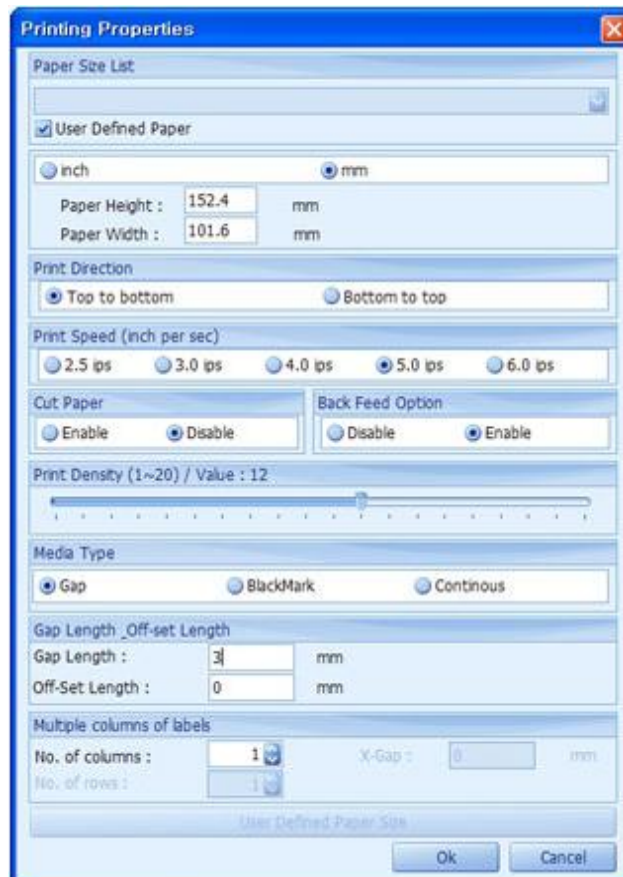 Printing Properties
Paper Size List
User Defined Paper
inch mm
Paper Height : 152.4 mm
Paper Width : 101.6 mm
Print Direction
Top to bottom Bottom to top
Print Speed (inch per sec)
2.5 ips 3.0 ips 4.0 ips 5.0 ips 6.0 ips
Cut Paper Back Feed Option
Enable Disable Disable Enable
Print Density (1~20) / Value : 12
Media Type
Gap BlackMark Continous
Gap Length _Off-set Length
Gap Length : 3 mm
Off-Set Length : 0 mm
Multiple columns of labels
No. of columns : 1 X-Gap : 0 mm
No. of rows : 1
User Defined Paper Size
Ok Cancel